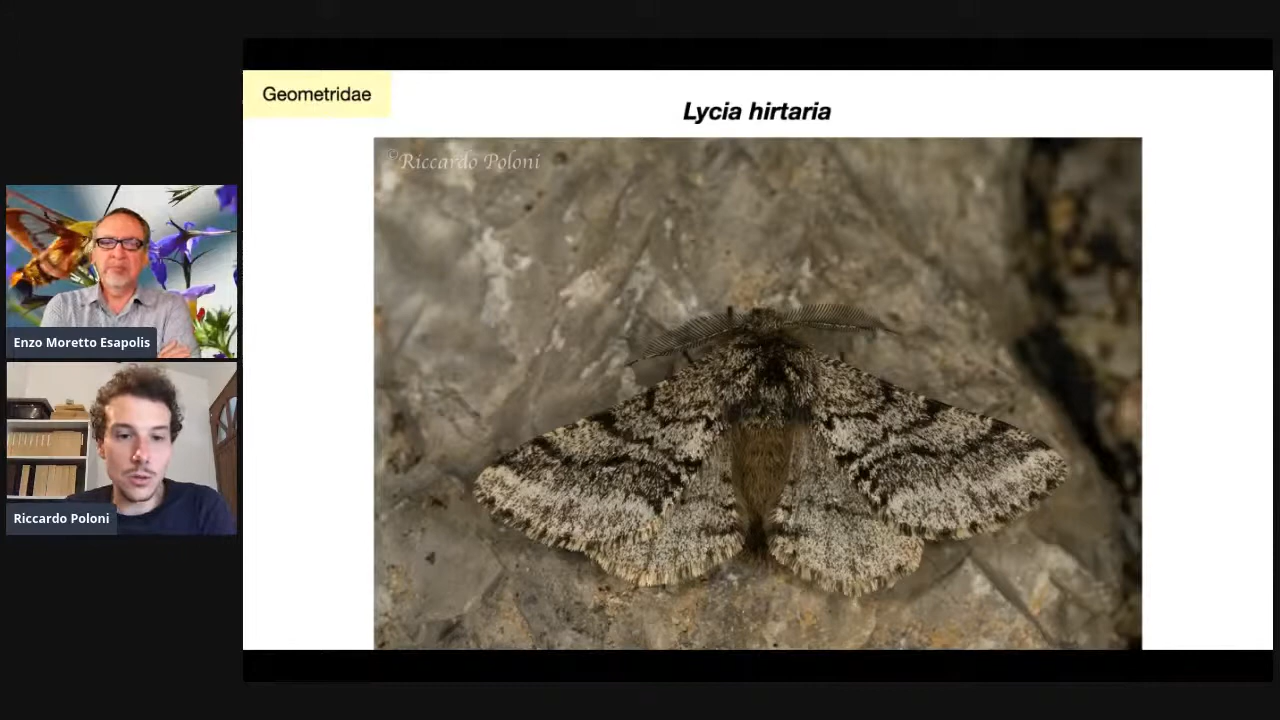 Geometridae
Lycia hirtaria
©Riccardo Poloni
Enzo Moretto Esapolis
Riccardo Poloni